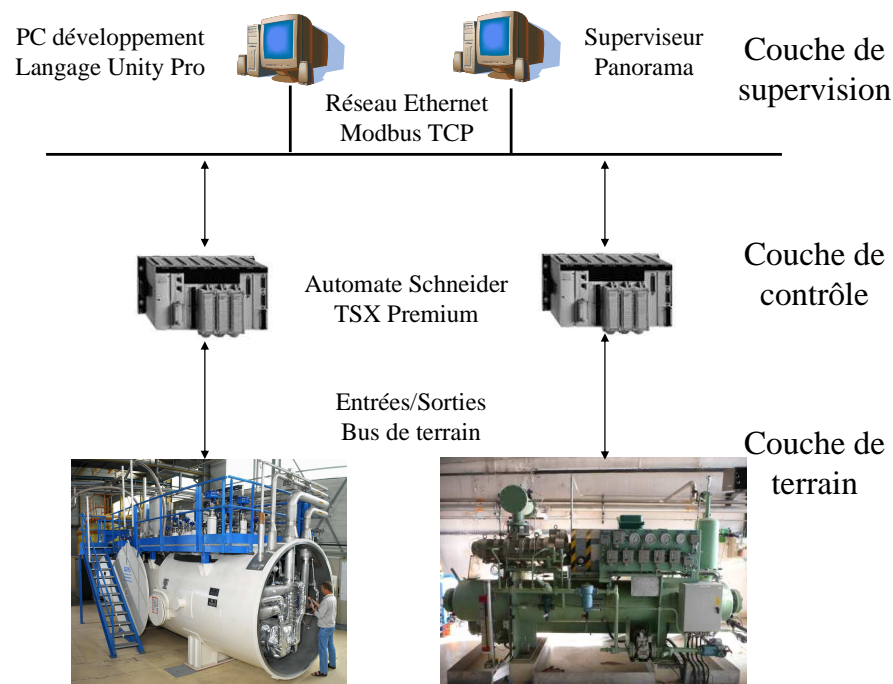 PC développement
Langage Unity Pro
Superviseur
Panorama
Couche de
supervision
Réseau Ethernet
Modbus TCP
Automate Schneider
TSX Premium
Couche de
contrôle
Entrées/Sorties
Bus de terrain
Couche de
terrain